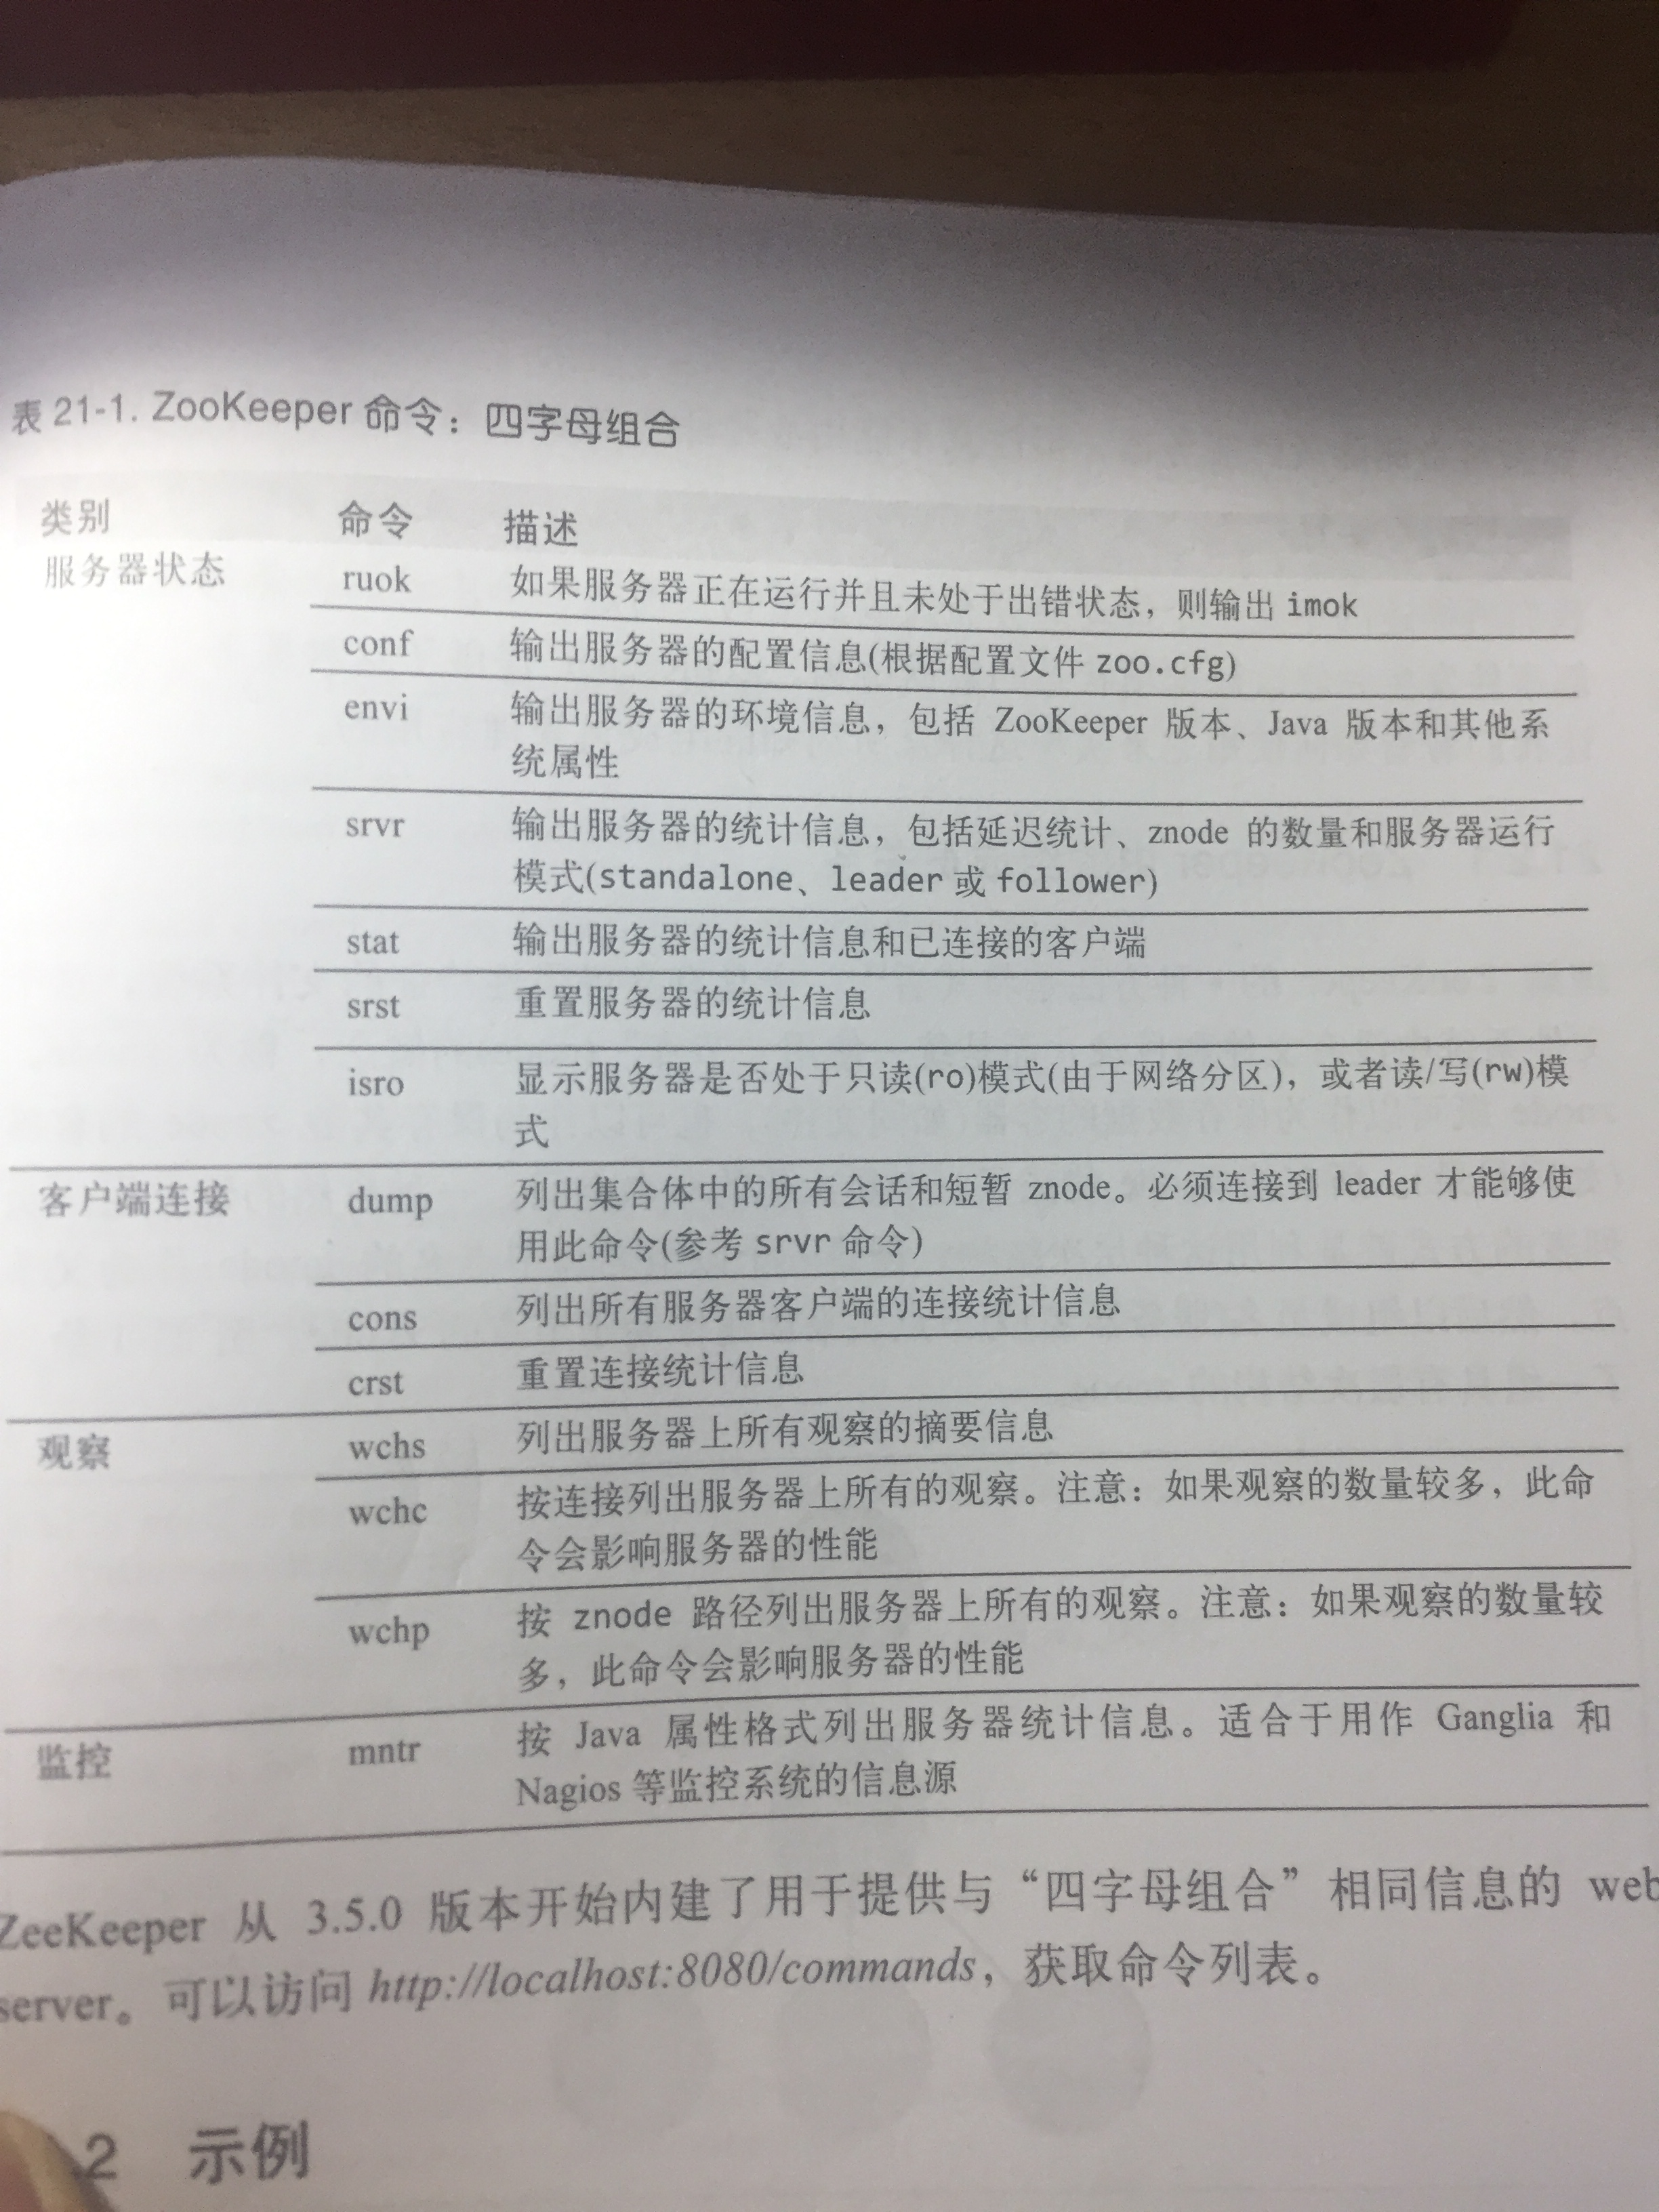 表 21-1. ZooKeeper 命令：四字母组合
类别 命令 描述
服务器状态 ruok 如果服务器正在运行并且未处于出错状态，则输出 imok
conf 输出服务器的配置信息(根据配置文件 zoo.cfg)
envi 输出服务器的环境信息，包括 ZooKeeper 版本、Java 版本和其他系
统属性
srvr 输出服务器的统计信息，包括延迟统计、znode 的数量和服务器运行
模式(standalone、leader 或 follower)
stat 输出服务器的统计信息和已连接的客户端
srst 重置服务器的统计信息
isro 显示服务器是否处于只读(ro)模式(由于网络分区)，或者读/写(rw)模
式
客户端连接 dump 列出集合体中的所有会话和短暂 znode。必须连接到 leader 才能够使
用此命令(参考 srvr 命令)
cons 列出所有服务器客户端的连接统计信息
crst 重置连接统计信息
观察 wchs 列出服务器上所有观察的摘要信息
wchc 按连接列出服务器上所有的观察。注意：如果观察的数量较多，此命
令会影响服务器的性能
wchp 按 znode 路径列出服务器上所有的观察。注意：如果观察的数量较
多，此命令会影响服务器的性能
监控 mntr 按 Java 属性格式列出服务器统计信息。适合于用作 Ganglia 和
Nagios 等监控系统的信息源
ZeeKeeper 从 3.5.0 版本开始内建了用于提供与“四字母组合”相同信息的 web
server。可以访问 http://localhost:8080/commands，获取命令列表。
.2 示例